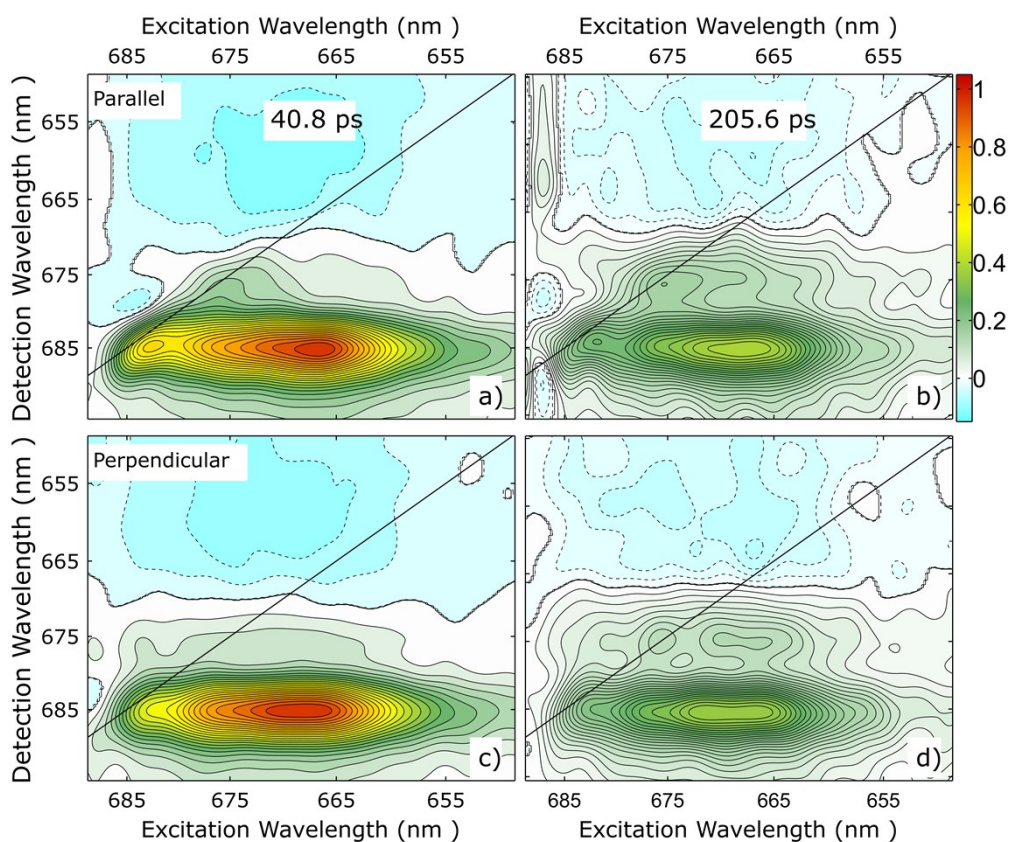 Excitation Wavelength (nm )
Excitation Wavelength (nm )
685 675 665 655
685 675 665 655
Detection Wavelength (nm )
655
665
675
685
Parallel
40.8 ps
a)
205.6 ps
b)
1
0.8
0.6
0.4
0.2
0
Detection Wavelength (nm )
655
665
675
685
Perpendicular
c)
d)
685 675 665 655
685 675 665 655
Excitation Wavelength (nm )
Excitation Wavelength (nm )